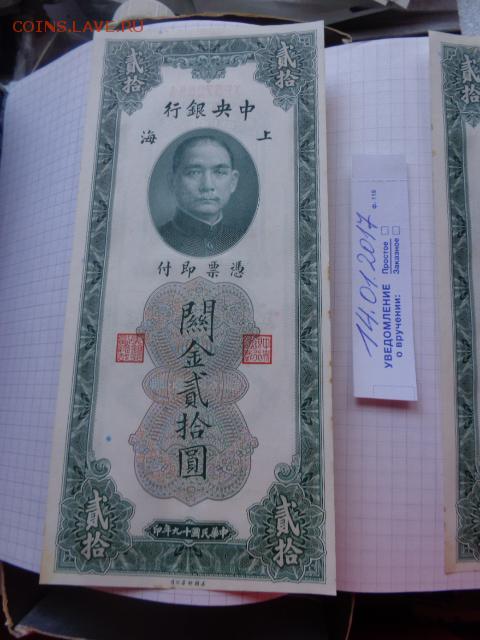 COINS.LAVE.RU
貳拾
貳拾
行銀央中
海 上
付即票憑
關金貳拾圓
貳拾
貳拾
印年九十國民華中
14.01.2017
УВЕДОМЛЕНИЕ
о вручении:
Простое
Заказное
ф. 119